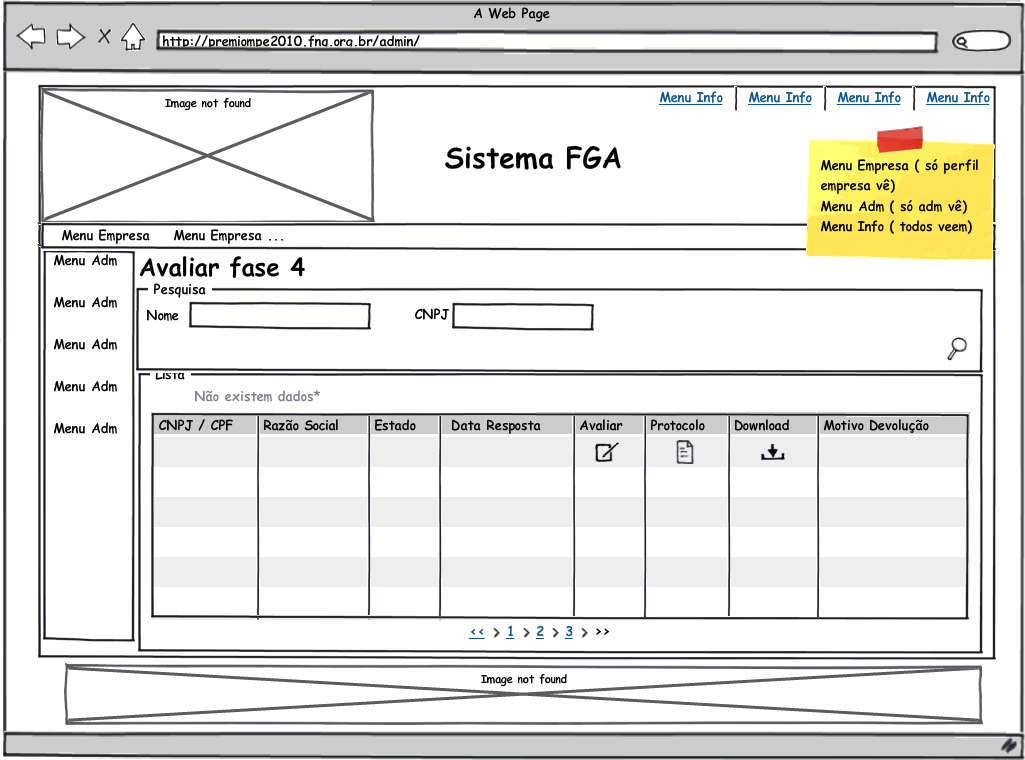 A Web Page
http://premiompe2010.fnq.org.br/admin/
Image not found
Menu Info
Menu Info
Menu Info
Menu Info
Sistema FGA
Menu Empresa ( só perfil
empresa vê)
Menu Adm ( só adm vê)
Menu Info ( todos veem)
Menu Empresa Menu Empresa ...
Menu Adm
Menu Adm
Menu Adm
Menu Adm
Menu Adm
Avaliar fase 4
Pesquisa
Nome
CNPJ
Lista
Não existem dados*
CNPJ / CPF Razão Social Estado Data Resposta Avaliar Protocolo Download Motivo Devolução
<< > 1 > 2 > 3 > >>
Image not found